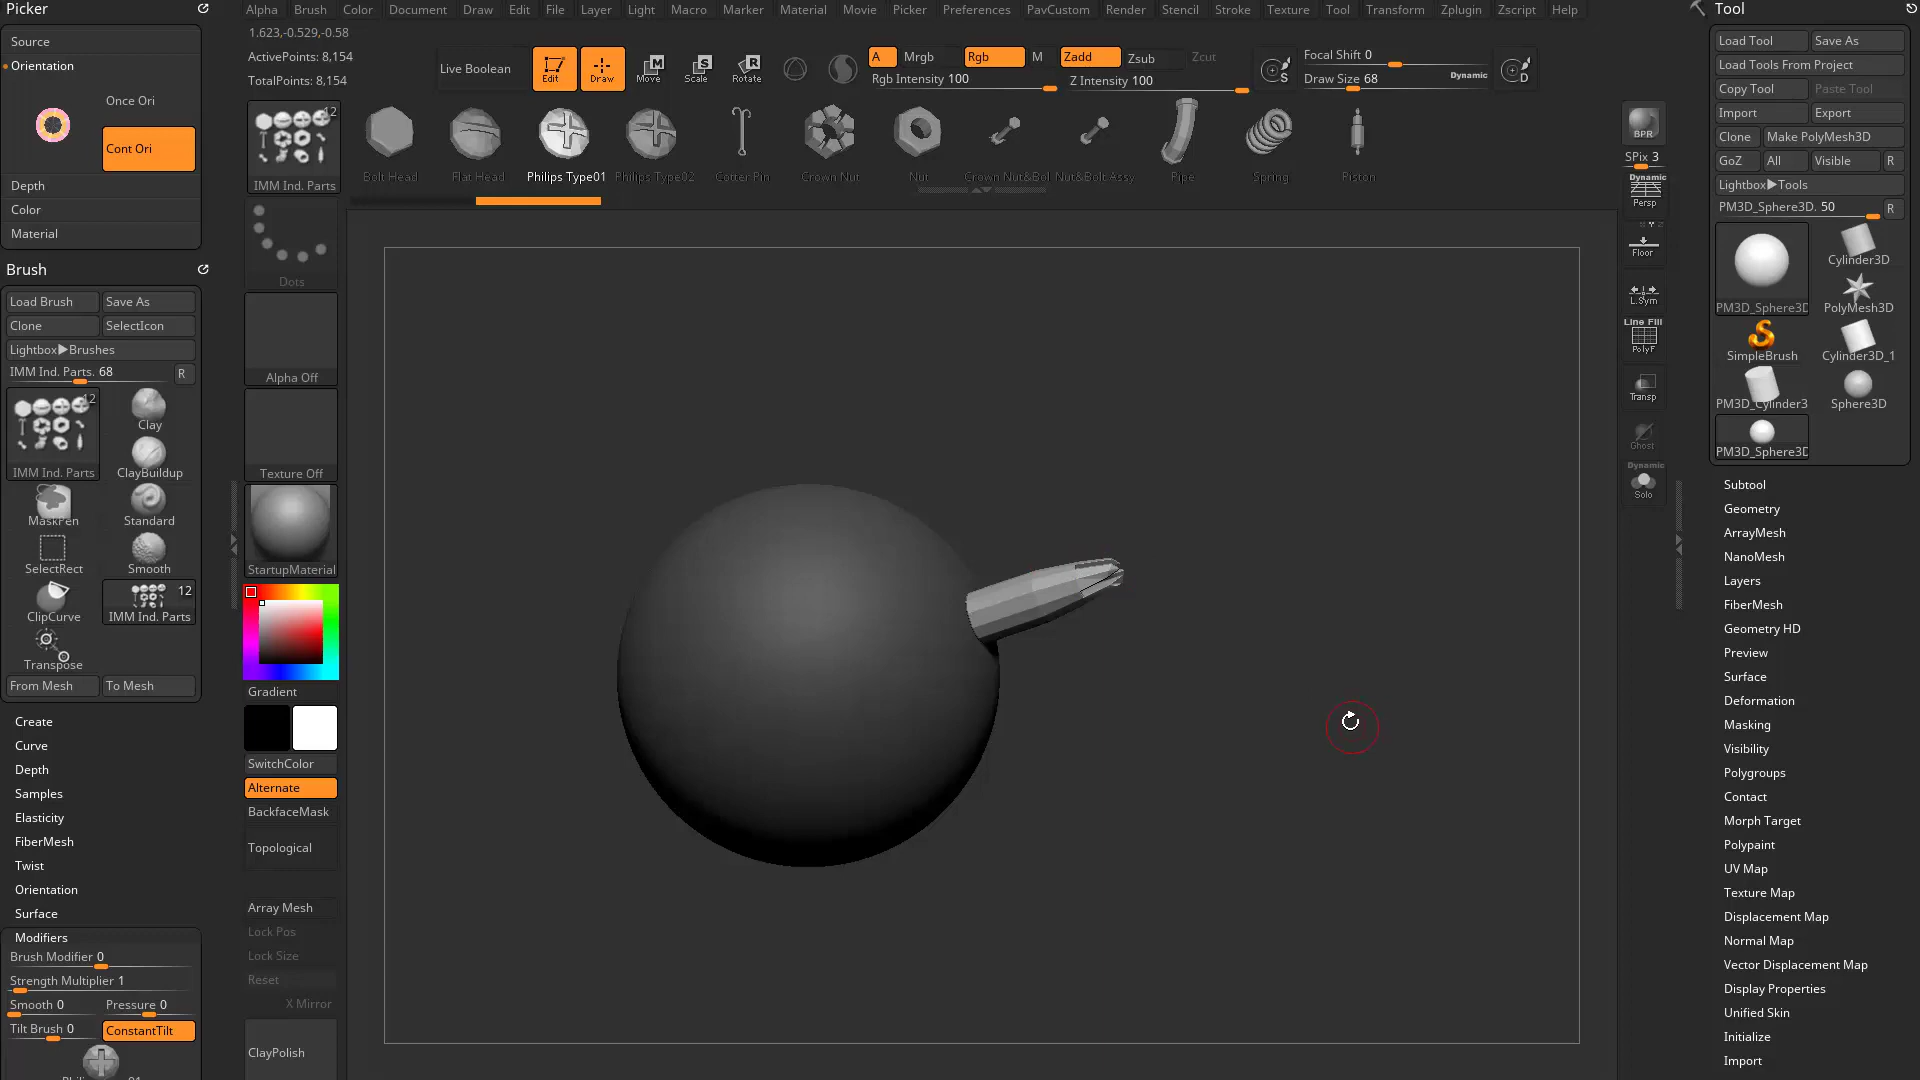 Picker
Source
Orientation
Once Ori
Cont Ori
Depth
Color
Material
Brush
Load Brush
Save As
Clone
SelectIcon
Lightbox▶Brushes
IMM Ind. Parts. 68
R
12
IMM Ind. Parts
Clay
ClayBuildup
MaskPen
Standard
SelectRect
Smooth
ClipCurve
12
IMM Ind. Parts
Transpose
From Mesh
To Mesh
Create
Curve
Depth
Samples
Elasticity
FiberMesh
Twist
Orientation
Surface
Modifiers
Brush Modifier 0
Strength Multiplier 1
Smooth 0
Pressure 0
Tilt Brush 0
ConstantTilt
Alpha Brush Color Document Draw Edit File Layer Light Macro Marker Material Movie Picker Preferences PavCustom Render Stencil Stroke Texture Tool Transform Zplugin Zscript Help
1.623,-0.529,-0.58
ActivePoints: 8,154
TotalPoints: 8,154
Live Boolean
Edit
Draw
Move
Scale
Rotate
A
Mrgb
Rgb
M
Zadd
Zsub
Zcut
Rgb Intensity 100
Z Intensity 100
S
Focal Shift 0
Draw Size 68
Dynamic
D
12
IMM Ind. Parts
Bolt Head
Flat Head
Philips Type01
Philips Type02
Cotter Pin
Crown Nut
Nut
Crown Nut&Bol
Nut&Bolt Assy
Pipe
Spring
Piston
Dots
Alpha Off
Texture Off
StartupMaterial
Gradient
SwitchColor
Alternate
BackfaceMask
Topological
Array Mesh
Lock Pos
Lock Size
Reset
X Mirror
ClayPolish
BPR
SPix 3
Dynamic
Persp
Floor
L.Sym
Line Fill
PolyF
Transp
Ghost
Dynamic
Solo
Tool
Load Tool
Save As
Load Tools From Project
Copy Tool
Paste Tool
Import
Export
Clone
Make PolyMesh3D
GoZ
All
Visible
R
Lightbox▶Tools
PM3D_Sphere3D. 50
R
PM3D_Sphere3D
Cylinder3D
PolyMesh3D
SimpleBrush
Cylinder3D_1
PM3D_Cylinder3
Sphere3D
PM3D_Sphere3D
Subtool
Geometry
ArrayMesh
NanoMesh
Layers
FiberMesh
Geometry HD
Preview
Surface
Deformation
Masking
Visibility
Polygroups
Contact
Morph Target
Polypaint
UV Map
Texture Map
Displacement Map
Normal Map
Vector Displacement Map
Display Properties
Unified Skin
Initialize
Import